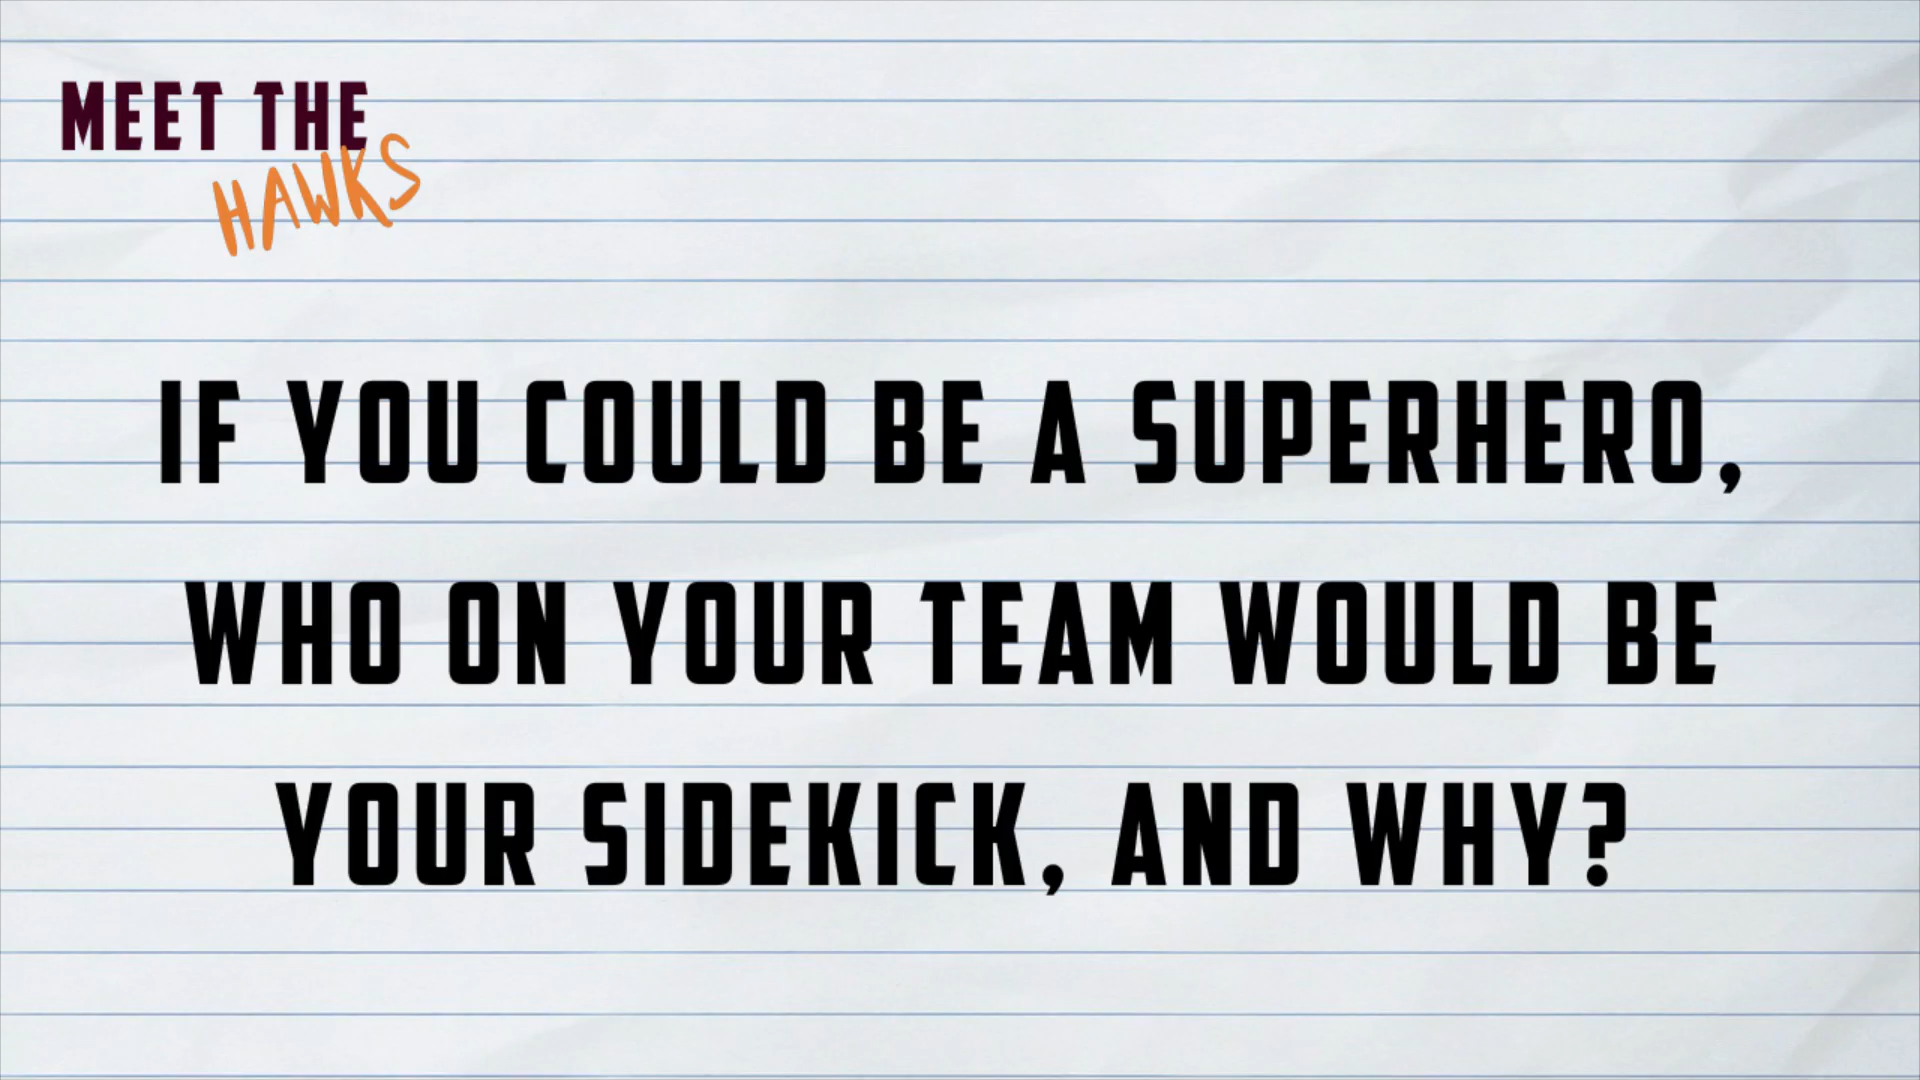 MEET THE
HAWKS
IF YOU COULD BE A SUPERHERO,
WHO ON YOUR TEAM WOULD BE
YOUR SIDEKICK, AND WHY?